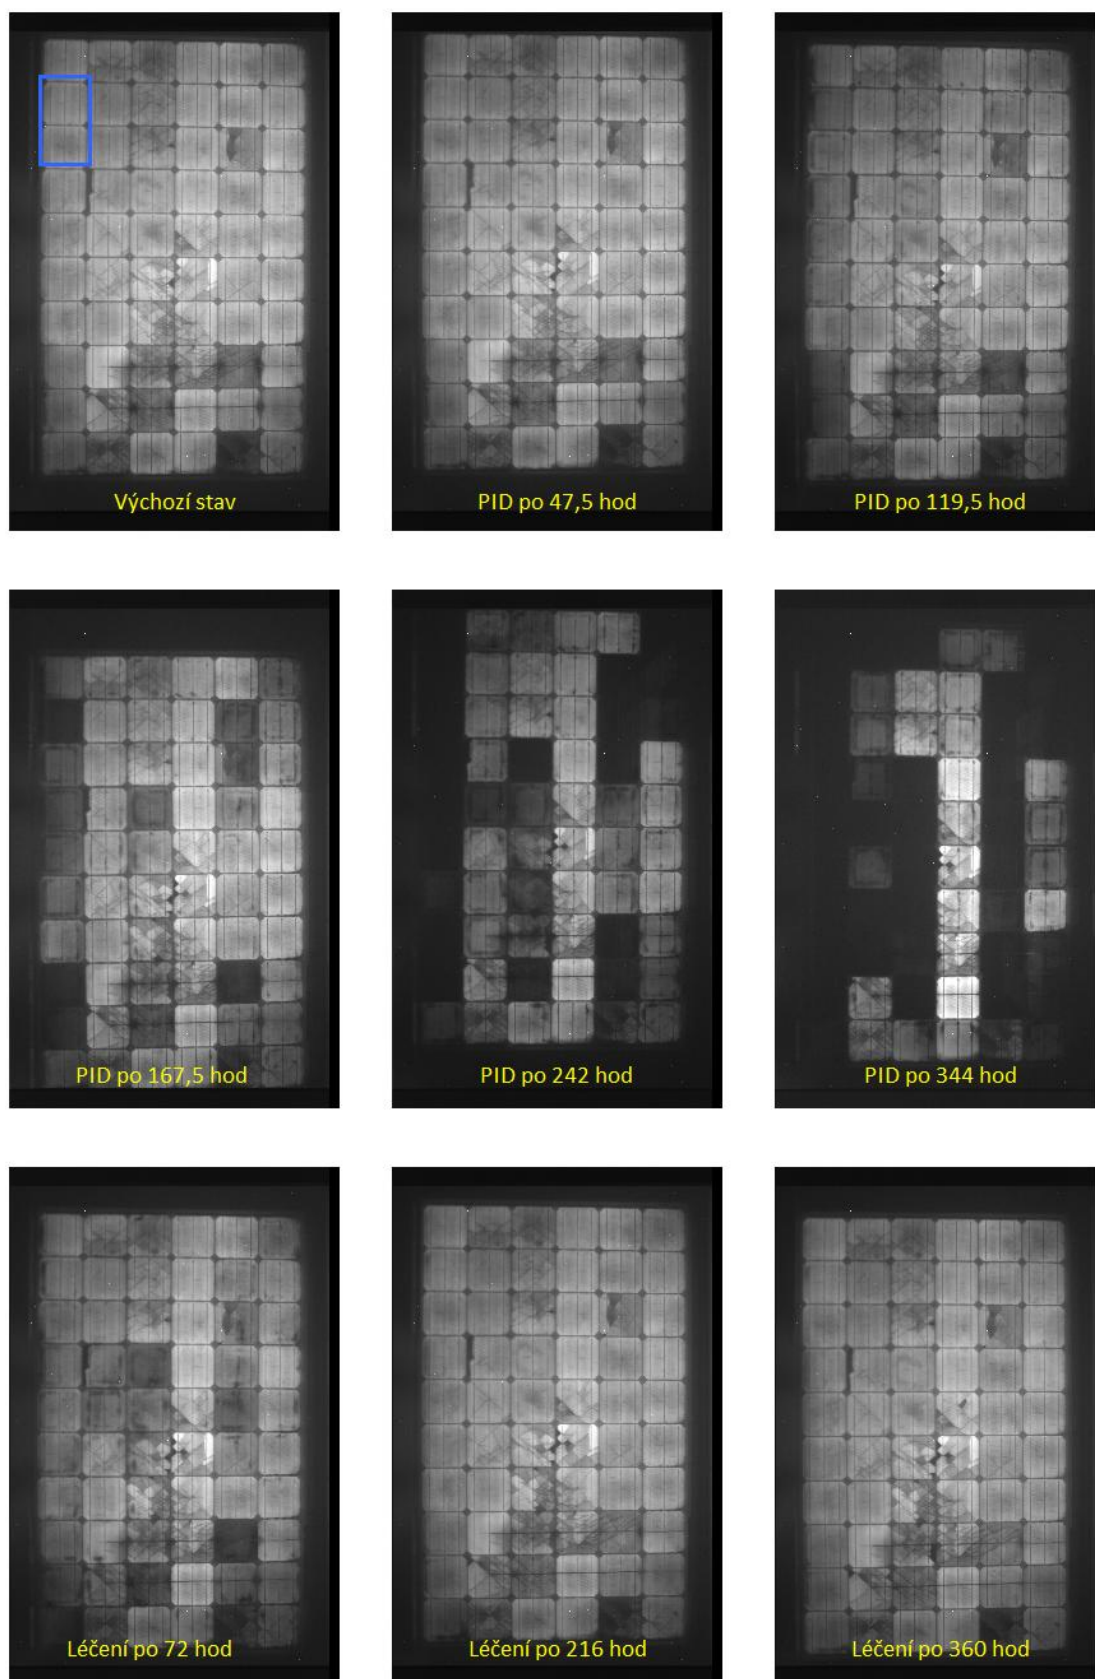 Výchozí stav
PID po 47,5 hod
PID po 119,5 hod
PID po 167,5 hod
PID po 242 hod
PID po 344 hod
Léčení po 72 hod
Léčení po 216 hod
Léčení po 360 hod